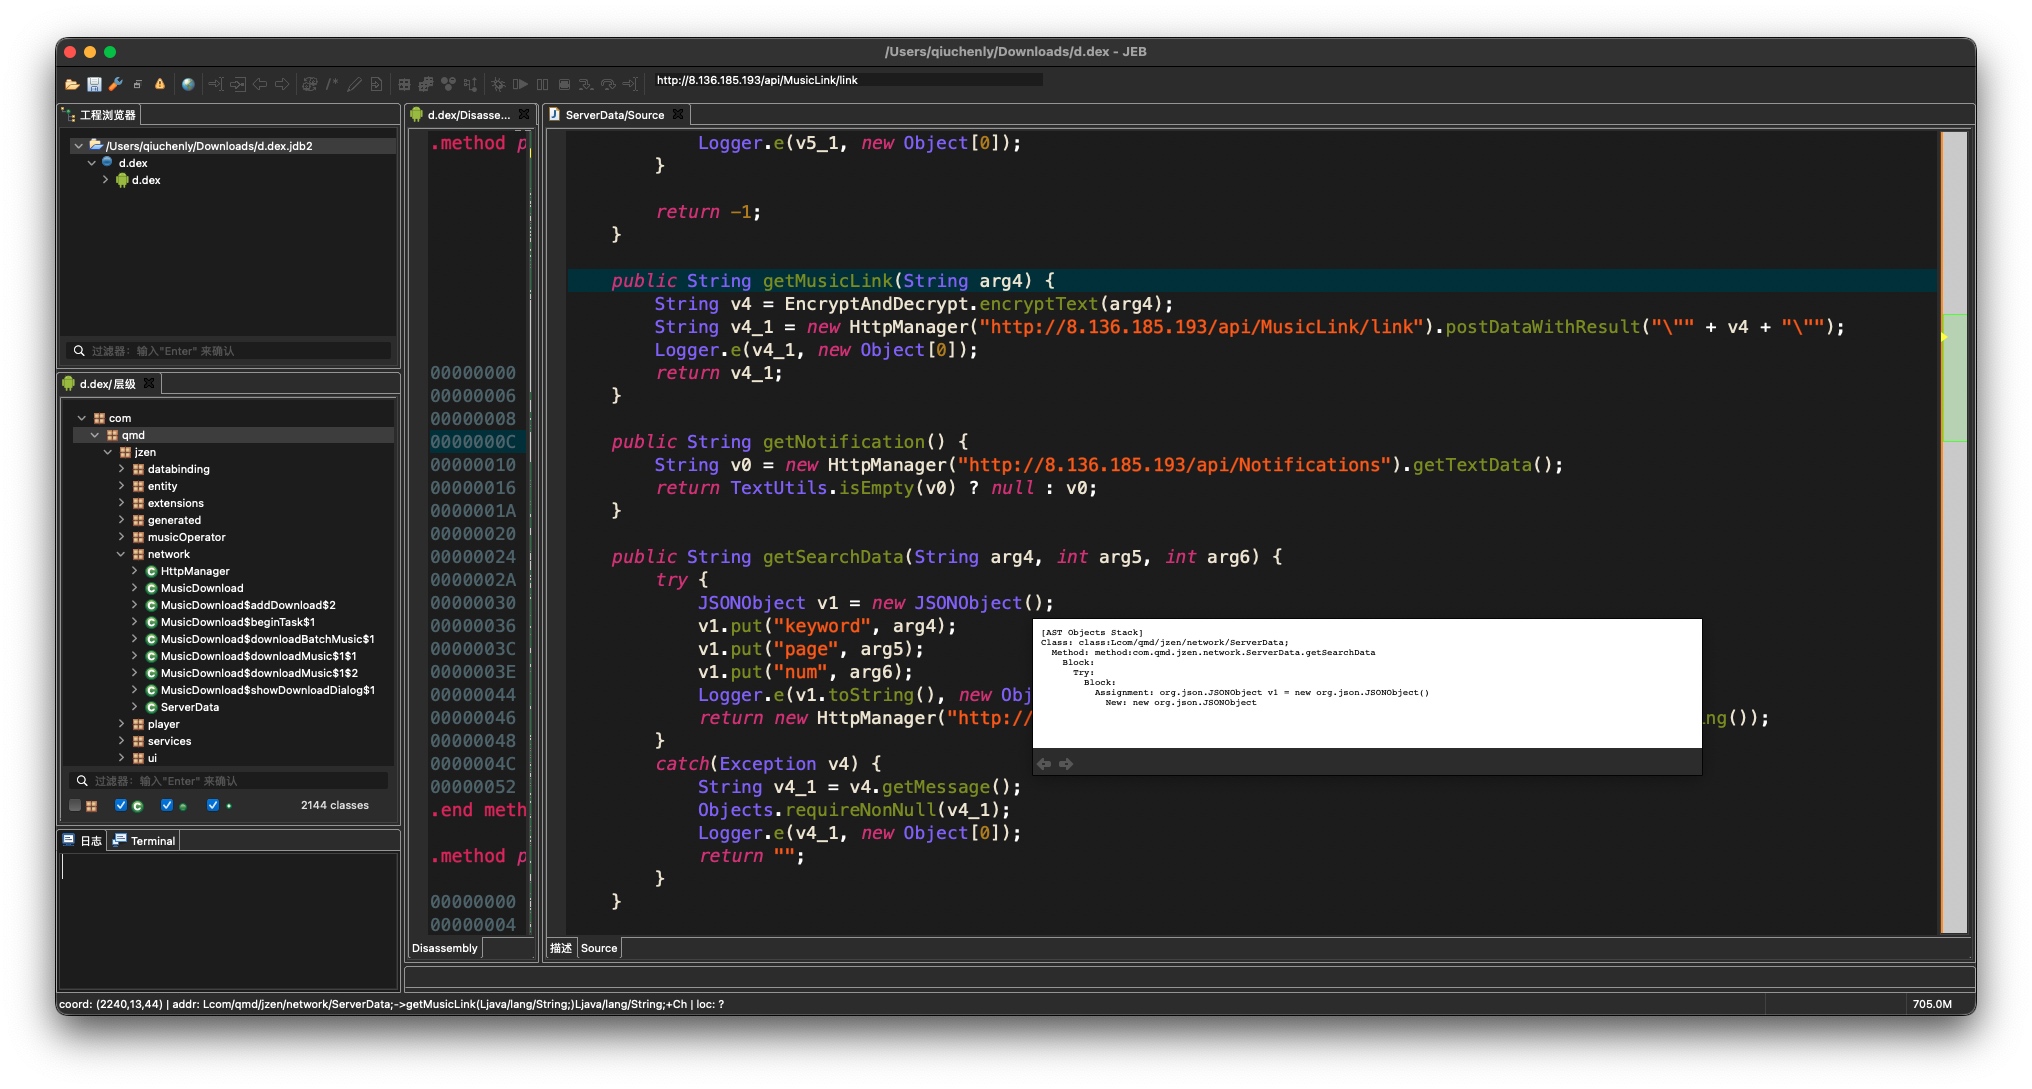 /Users/qiuchenly/Downloads/d.dex - JEB
http://8.136.185.193/api/MusicLink/link
工程浏览器
/Users/qiuchenly/Downloads/d.dex.jdb2
d.dex
d.dex
过滤器: 输入"Enter" 来确认
d.dex/层级
com
qmd
jzen
databinding
entity
extensions
generated
musicOperator
network
HttpManager
MusicDownload
MusicDownload$addDownload$2
MusicDownload$beginTask$1
MusicDownload$downloadBatchMusic$1
MusicDownload$downloadMusic$1$1
MusicDownload$downloadMusic$1$2
MusicDownload$showDownloadDialog$1
ServerData
player
services
ui
过滤器: 输入"Enter" 来确认
2144 classes
日志 Terminal
d.dex/Disasse...
.method p
00000000
00000006
00000008
0000000C
00000010
00000016
0000001A
00000020
00000024
0000002A
00000030
00000036
0000003C
0000003E
00000044
00000046
00000048
0000004C
00000052
.end meth
.method p
00000000
00000004
Disassembly
ServerData/Source
Logger.e(v5_1, new Object[0]);
}
return -1;
}
public String getMusicLink(String arg4) {
String v4 = EncryptAndDecrypt.encryptText(arg4);
String v4_1 = new HttpManager("http://8.136.185.193/api/MusicLink/link").postDataWithResult("\"" + v4 + "\"");
Logger.e(v4_1, new Object[0]);
return v4_1;
}
public String getNotification() {
String v0 = new HttpManager("http://8.136.185.193/api/Notifications").getTextData();
return TextUtils.isEmpty(v0) ? null : v0;
}
public String getSearchData(String arg4, int arg5, int arg6) {
try {
JSONObject v1 = new JSONObject();
v1.put("keyword", arg4);
v1.put("page", arg5);
v1.put("num", arg6);
Logger.e(v1.toString(), new Obj
return new HttpManager("http:// ng());
}
catch(Exception v4) {
String v4_1 = v4.getMessage();
Objects.requireNonNull(v4_1);
Logger.e(v4_1, new Object[0]);
return "";
}
}
[AST Objects Stack]
Class: class:Lcom/qmd/jzen/network/ServerData;
Method: method:com.qmd.jzen.network.ServerData.getSearchData
Block:
Try:
Block:
Assignment: org.json.JSONObject v1 = new org.json.JSONObject()
New: new org.json.JSONObject
描述 Source
coord: (2240,13,44) | addr: Lcom/qmd/jzen/network/ServerData;->getMusicLink(Ljava/lang/String;)Ljava/lang/String;+Ch | loc: ?
705.0M